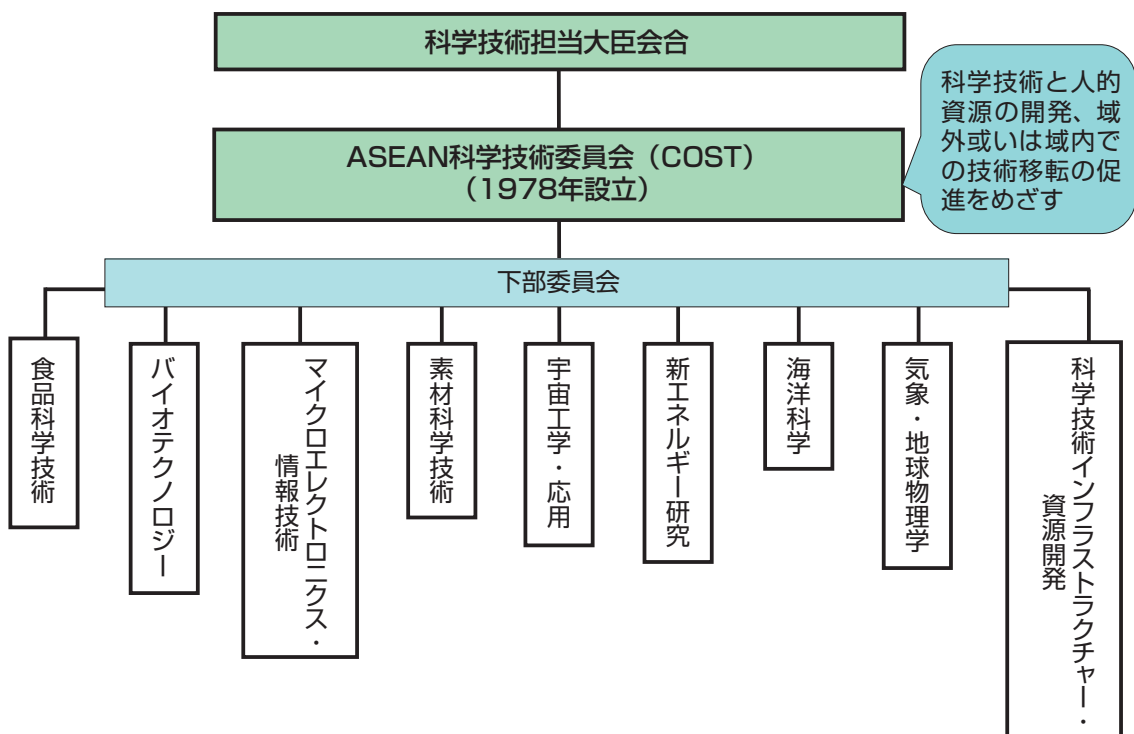 科学技術担当大臣会合
科学技術と人的
資源の開発、域
外或いは域内で
の技術移転の促
進をめざす
ASEAN科学技術委員会（COST）
（1978年設立）
下部委員会
食品科学技術
バイオテクノロジー
マイクロエレクトロニクス・
情報技術
素材科学技術
宇宙工学・応用
新エネルギー研究
海洋科学
気象・地球物理学
科学技術インフラストラクチャー・
資源開発